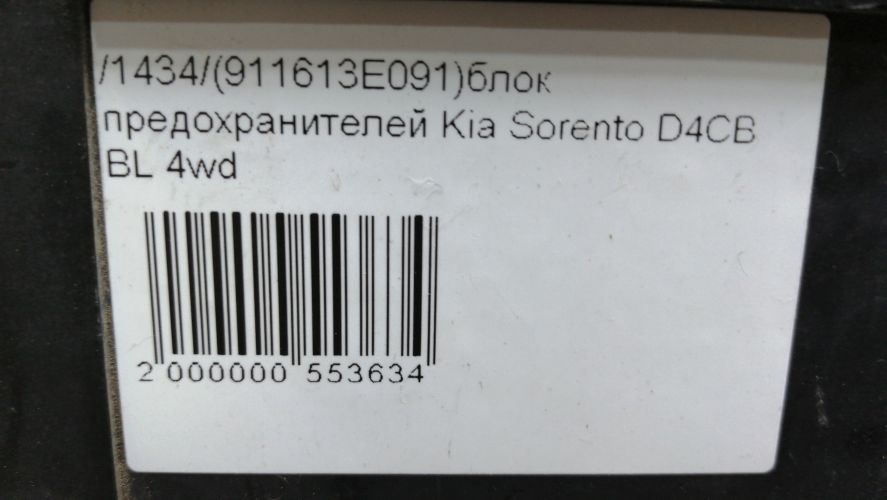 /1434/(911613E091)блок
предохранителей Kia Sorento D4CB
BL 4wd
2 000000 553634